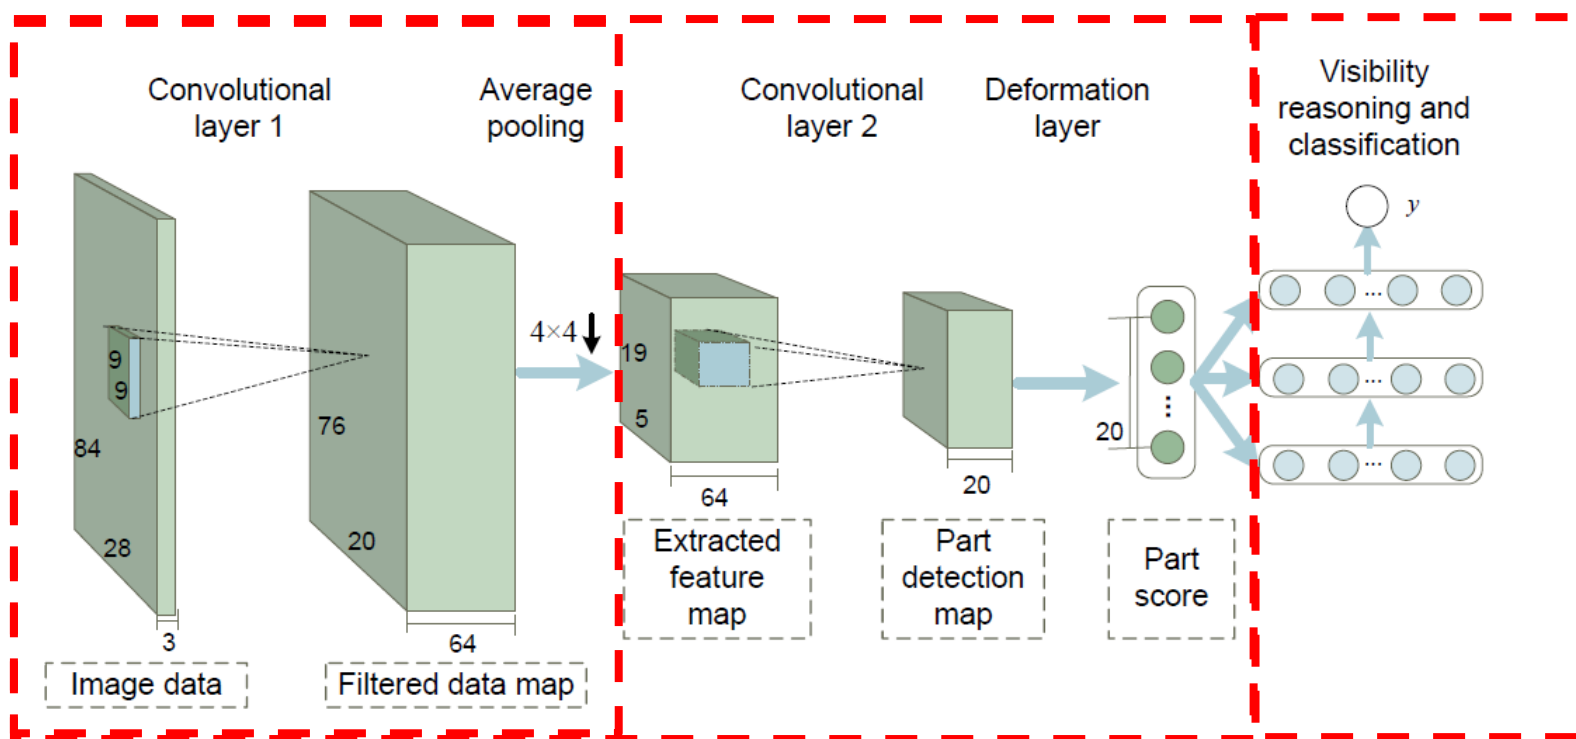 Convolutional
layer 1
Average
pooling
Convolutional
layer 2
Deformation
layer
Visibility
reasoning and
classification
y
9
9
84
28
3
76
20
64
4×4
19
5
64
20
20
...
...
...
Image data
Filtered data map
Extracted
feature
map
Part
detection
map
Part
score